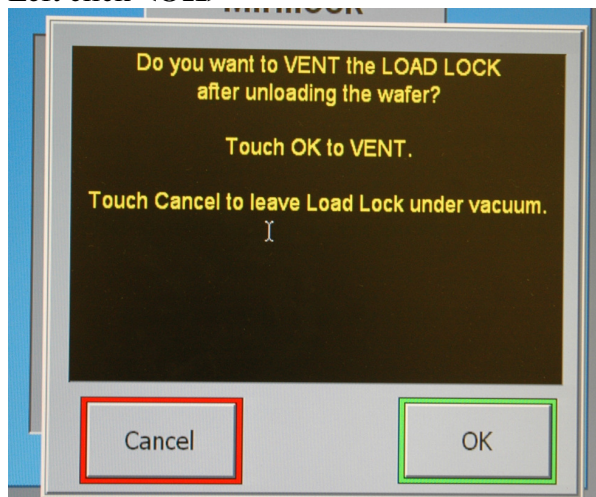 Do you want to VENT the LOAD LOCK
after unloading the wafer?
Touch OK to VENT.
Touch Cancel to leave Load Lock under vacuum.
Cancel
OK